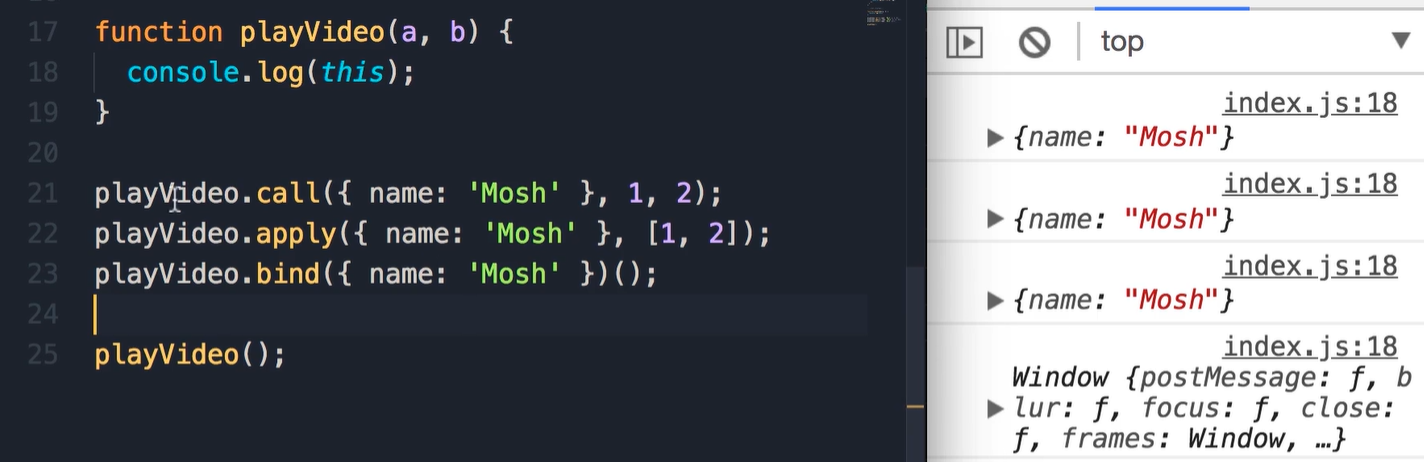 17 function playVideo(a, b) {
18 console.log(this);
19 }
20
21 playVideo.call({ name: 'Mosh' }, 1, 2);
22 playVideo.apply({ name: 'Mosh' }, [1, 2]);
23 playVideo.bind({ name: 'Mosh' })();
24
25 playVideo();
top
index.js:18
{name: "Mosh"}
index.js:18
{name: "Mosh"}
index.js:18
{name: "Mosh"}
index.js:18
Window {postMessage: ƒ, b
lur: ƒ, focus: ƒ, close:
ƒ, frames: Window, …}